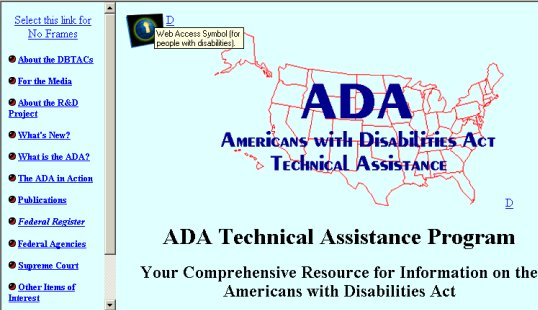 Select this link for
No Frames
About the DBTACs
For the Media
About the R&D
Project
What's New?
What is the ADA?
The ADA in Action
Publications
Federal Register
Federal Agencies
Supreme Court
Other Items of
Interest
D
Web Access Symbol (for
people with disabilities).
ADA
Americans with Disabilities Act
Technical Assistance
D
ADA Technical Assistance Program
Your Comprehensive Resource for Information on the
Americans with Disabilities Act